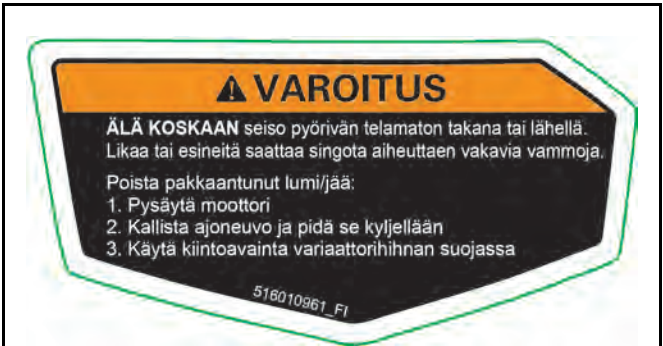 VAROITUS
ÄLÄ KOSKAAN seiso pyörivän telamaton takana tai lähellä.
Likaa tai esineitä saattaa singota aiheuttaen vakavia vammoja.
Poista pakkaantunut lumi/jää:
1. Pysäytä moottori
2. Kallista ajoneuvo ja pidä se kyljellään
3. Käytä kiintoavainta variaattorihihnan suojassa
516010961_FI